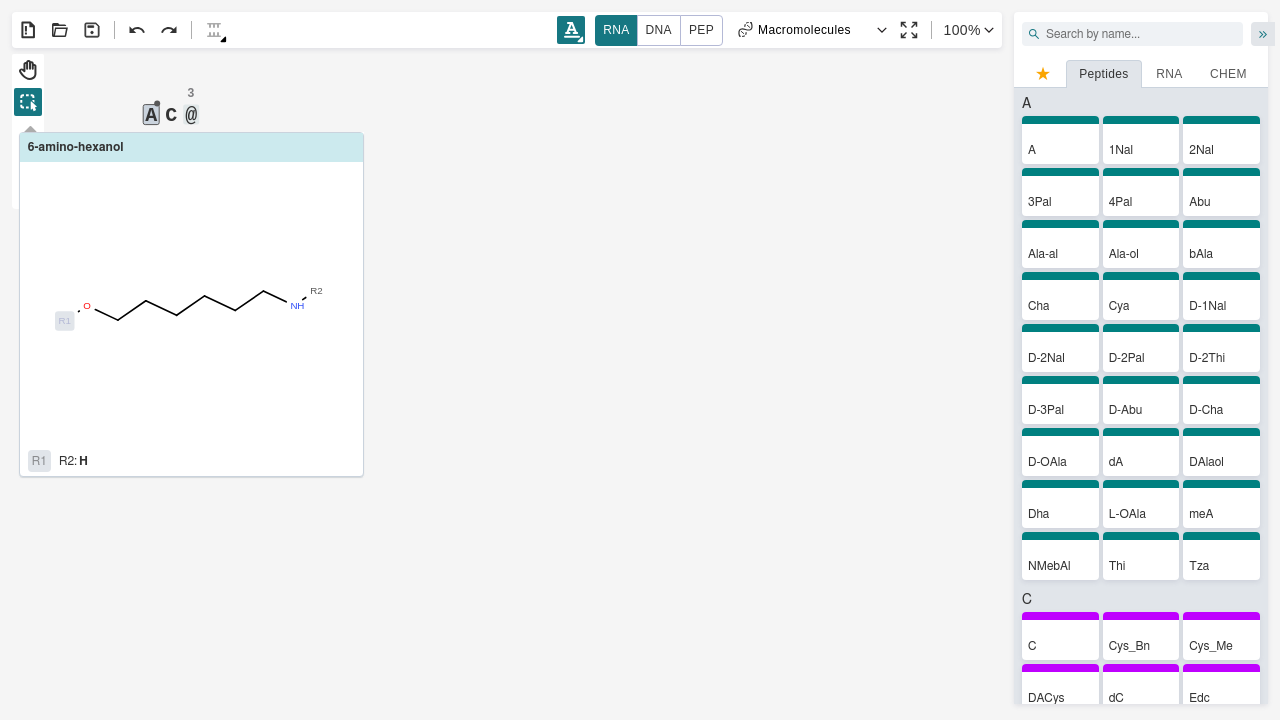 A RNA DNA PEP Macromolecules 100%
Search by name...
»
★ Peptides RNA CHEM
3
A C @
6-amino-hexanol
R1 O NH R2
R1 R2: H
A
A 1Nal 2Nal
3Pal 4Pal Abu
Ala-al Ala-ol bAla
Cha Cya D-1Nal
D-2Nal D-2Pal D-2Thi
D-3Pal D-Abu D-Cha
D-OAla dA DAlaol
Dha L-OAla meA
NMebAl Thi Tza
C
C Cys_Bn Cys_Me
DACys dC Edc